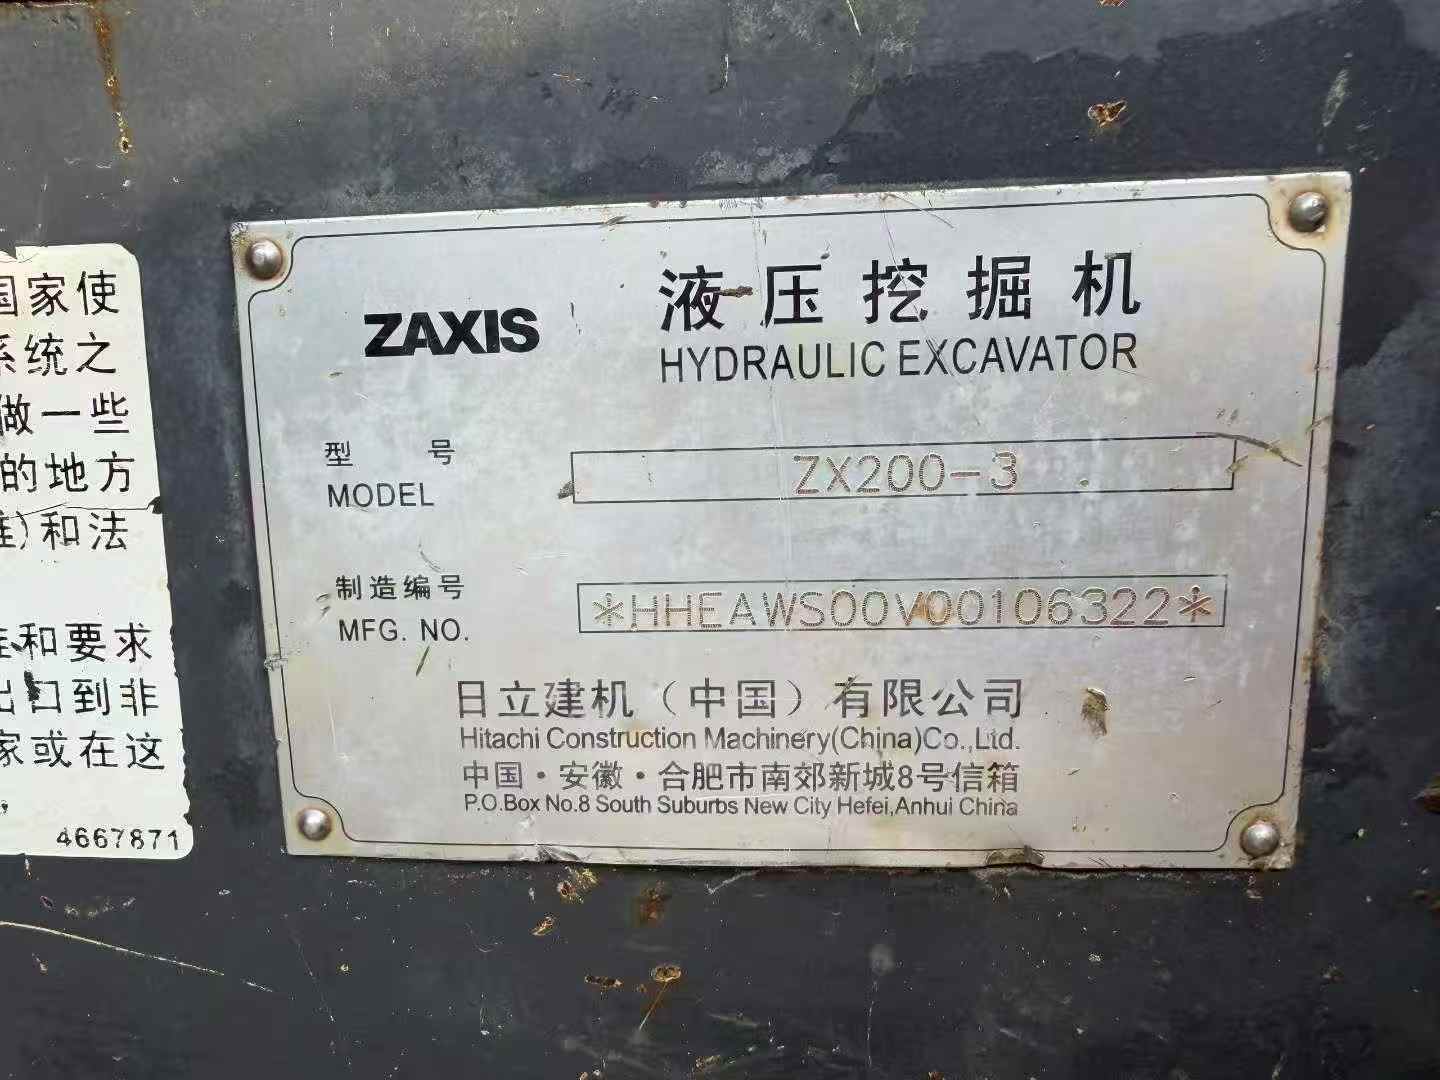 国家使
系统之
做一些
的地方
准)和法
和要求
出口到非
家或在这
4667871
ZAXIS
液压挖掘机
HYDRAULIC EXCAVATOR
型 号
MODEL
ZX200-3
制造编号
MFG. NO.
*HHEAWS00V00106322*
日立建机（中国）有限公司
Hitachi Construction Machinery(China)Co.,Ltd.
中国·安徽·合肥市南郊新城8号信箱
P.O.Box No.8 South Suburbs New City Hefei,Anhui China